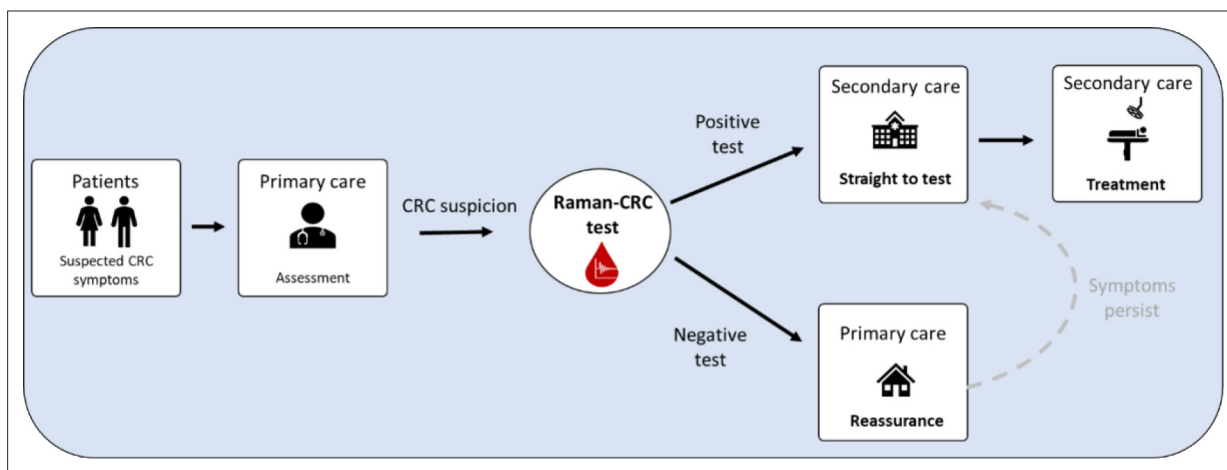 Patients
Suspected CRC
symptoms
Primary care
Assessment
CRC suspicion
Raman-CRC
test
Positive
test
Negative
test
Secondary care
Straight to test
Secondary care
Treatment
Primary care
Reassurance
Symptoms
persist